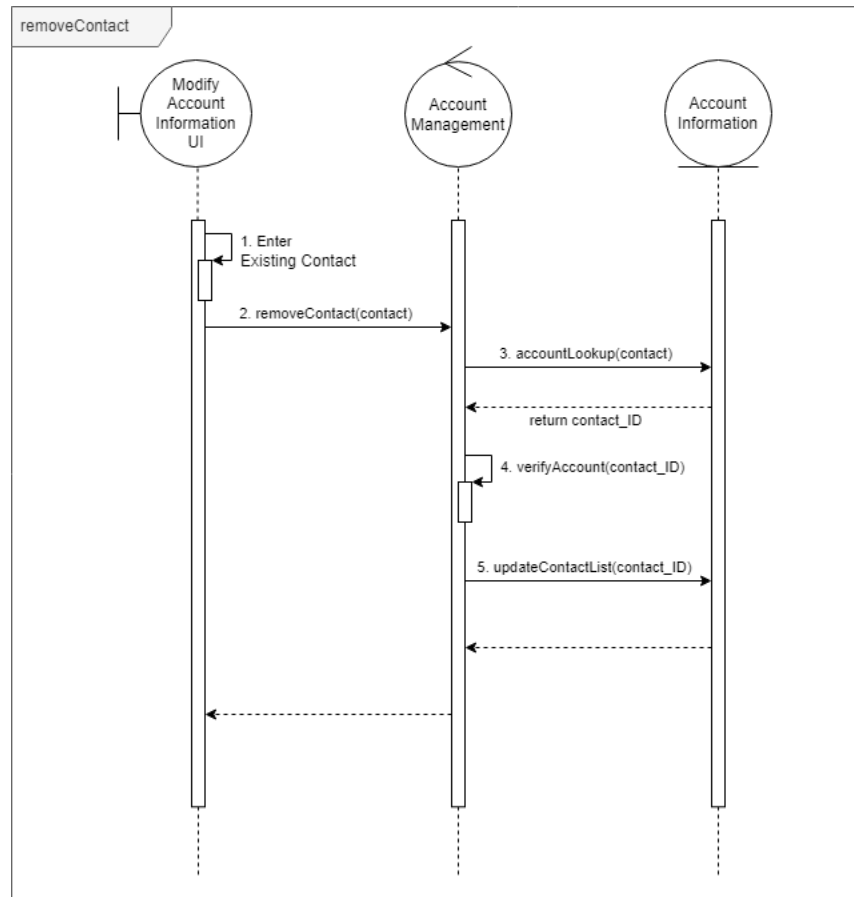 removeContact
Modify
Account
Information
UI
Account
Management
Account
Information
1. Enter
Existing Contact
2. removeContact(contact)
3. accountLookup(contact)
return contact_ID
4. verifyAccount(contact_ID)
5. updateContactList(contact_ID)